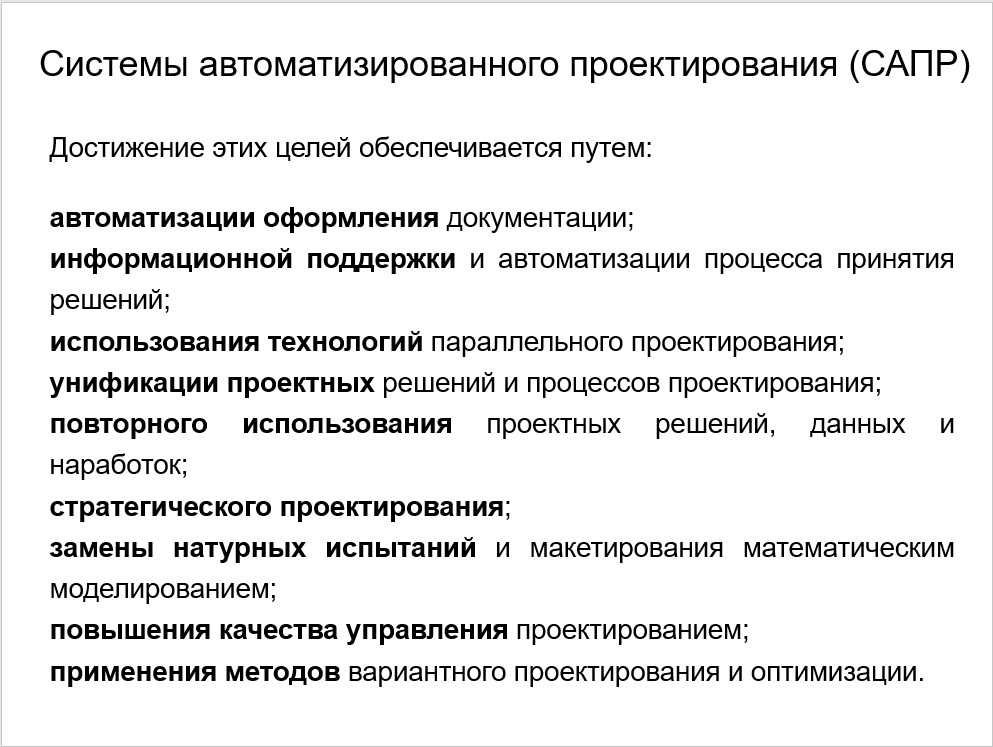 Системы автоматизированного проектирования (САПР)
Достижение этих целей обеспечивается путем:
автоматизации оформления документации;
информационной поддержки и автоматизации процесса принятия
решений;
использования технологий параллельного проектирования;
унификации проектных решений и процессов проектирования;
повторного использования проектных решений, данных и
наработок;
стратегического проектирования;
замены натурных испытаний и макетирования математическим
моделированием;
повышения качества управления проектированием;
применения методов вариантного проектирования и оптимизации.